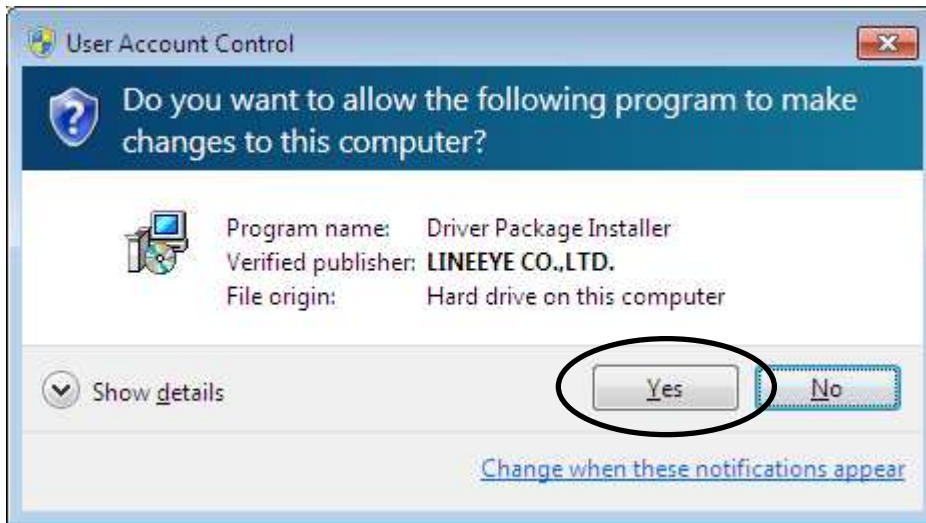 User Account Control
Do you want to allow the following program to make
changes to this computer?
Program name: Driver Package Installer
Verified publisher: LINEEYE CO.,LTD.
File origin: Hard drive on this computer
Show details
Yes
No
Change when these notifications appear